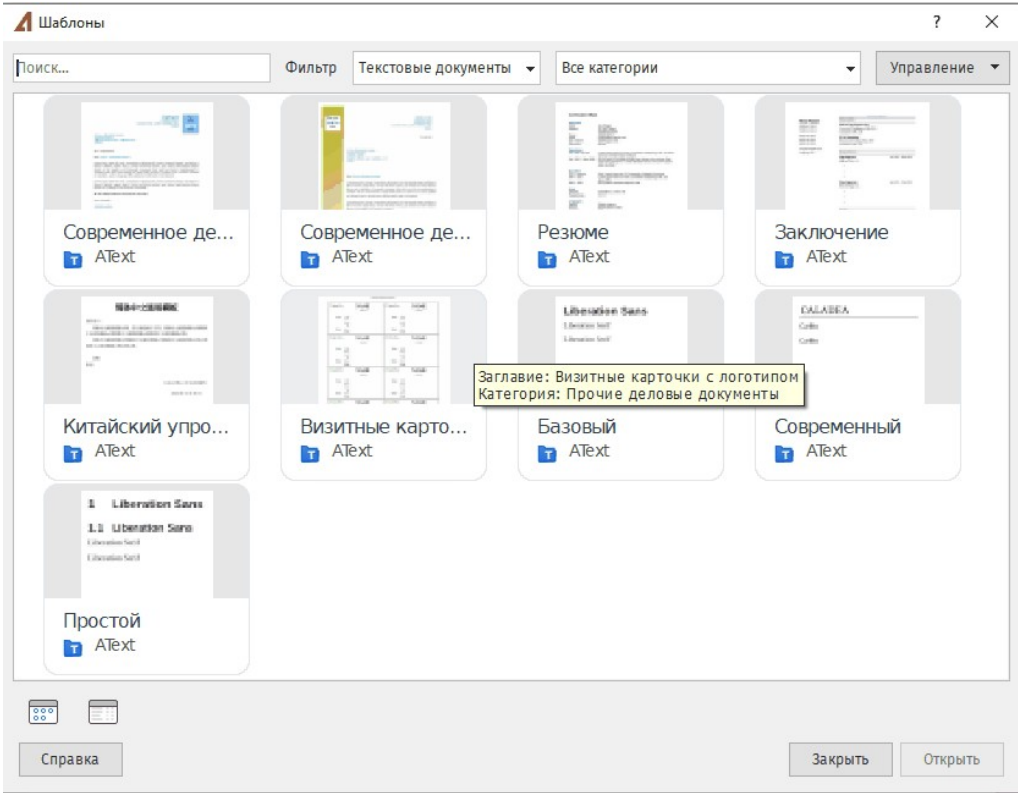 Шаблоны
?
Поиск...
Фильтр
Текстовые документы
Все категории
Управление
Современное де...
AText
Современное де...
AText
Резюме
AText
Заключение
AText
Liberation Sans
Liberation Serif
Liberation Serif
CALADEA
Carlito
Carlito
Заглавие: Визитные карточки с логотипом
Категория: Прочие деловые документы
Китайский упро...
AText
Визитные карто...
AText
Базовый
AText
Современный
AText
1 Liberation Sans
1.1 Liberation Sans
Liberation Serif
Liberation Serif
Простой
AText
Справка
Закрыть
Открыть